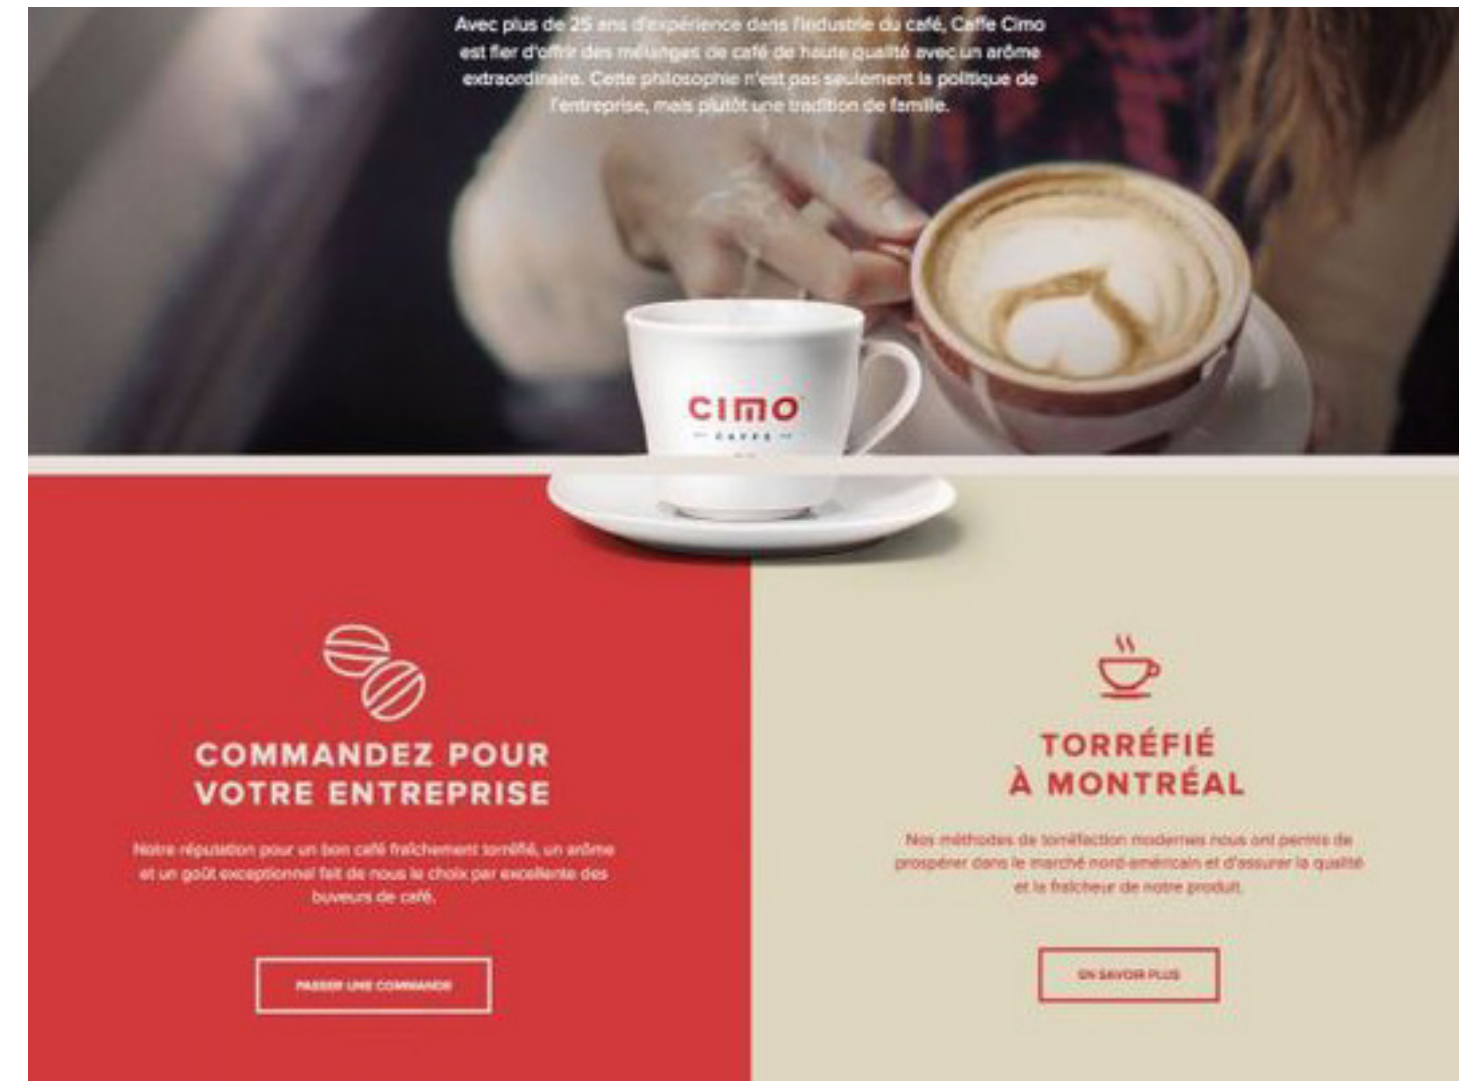 Avec plus de 25 ans d'expérience dans l'industrie du café, Caffe Cimo
est fier d'offrir des mélanges de café de haute qualité avec un arôme
extraordinaire. Cette philosophie n'est pas seulement la politique de
l'entreprise, mais plutôt une tradition de famille.
CIMO
CAFFE
COMMANDEZ POUR
VOTRE ENTREPRISE
Notre réputation pour un bon café fraîchement torréfié, un arôme
et un goût exceptionnel fait de nous le choix par excellente des
buveurs de café.
PASSER UNE COMMANDE
TORRÉFIÉ
À MONTRÉAL
Nos méthodes de torréfaction modernes nous ont permis de
prospérer dans le marché nord-américain et d'assurer la qualité
et la fraîcheur de notre produit.
EN SAVOIR PLUS